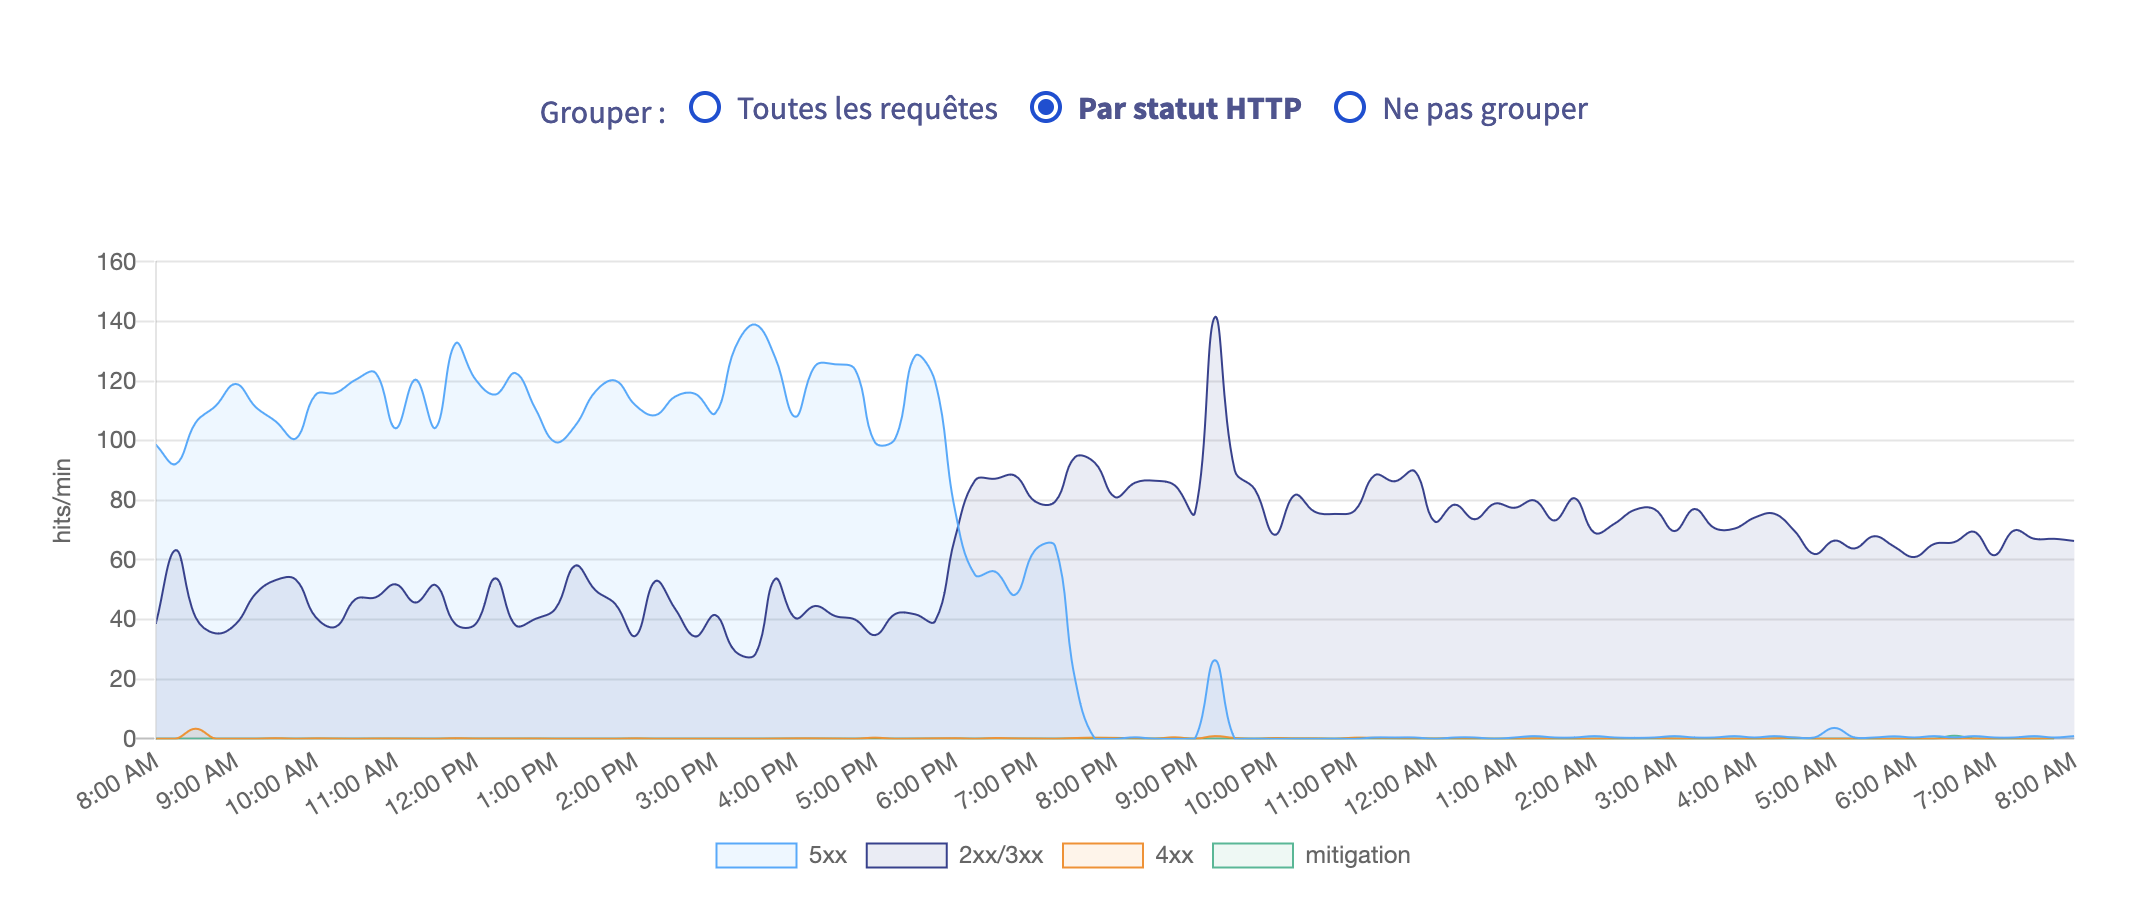 Grouper : Toutes les requêtes Par statut HTTP Ne pas grouper
160
140
120
100
80
60
40
20
0
hits/min
8:00 AM 9:00 AM 10:00 AM 11:00 AM 12:00 PM 1:00 PM 2:00 PM 3:00 PM 4:00 PM 5:00 PM 6:00 PM 7:00 PM 8:00 PM 9:00 PM 10:00 PM 11:00 PM 12:00 AM 1:00 AM 2:00 AM 3:00 AM 4:00 AM 5:00 AM 6:00 AM 7:00 AM 8:00 AM
5xx 2xx/3xx 4xx mitigation